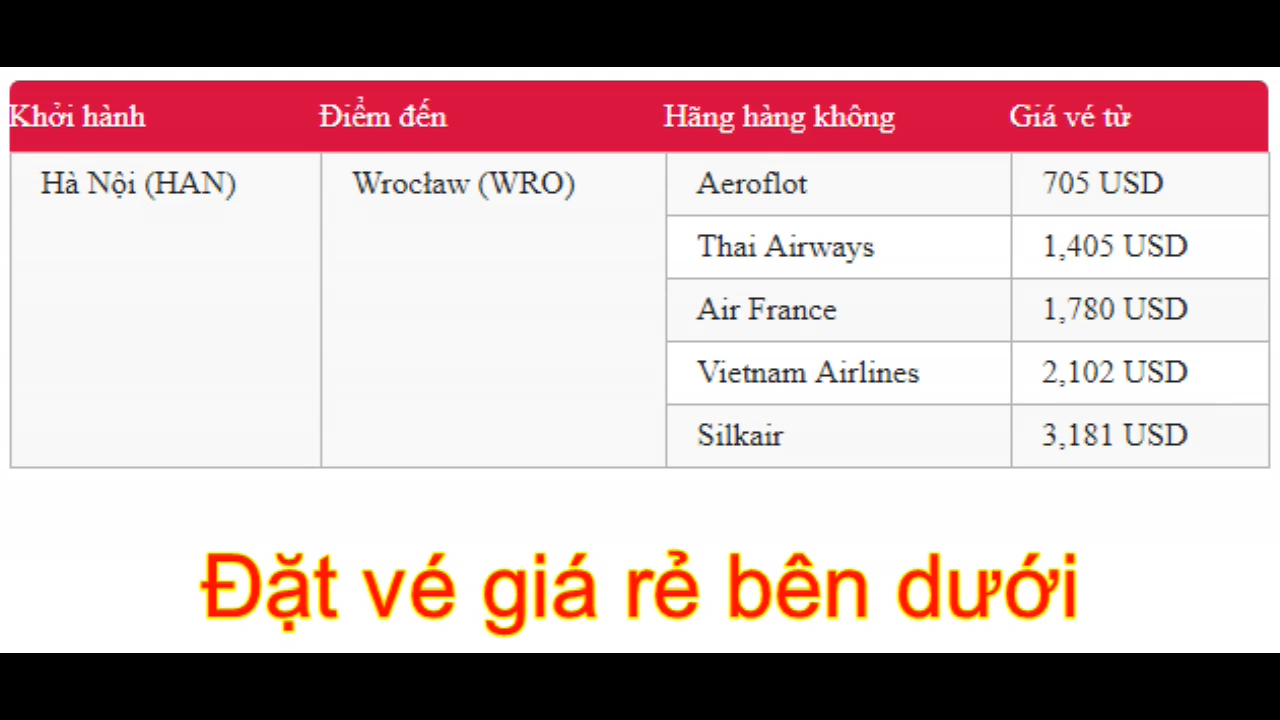 Khởi hành Điểm đến Hãng hàng không Giá vé từ
Hà Nội (HAN) Wrocław (WRO) Aeroflot 705 USD
Thai Airways 1,405 USD
Air France 1,780 USD
Vietnam Airlines 2,102 USD
Silkair 3,181 USD
Đặt vé giá rẻ bên dưới